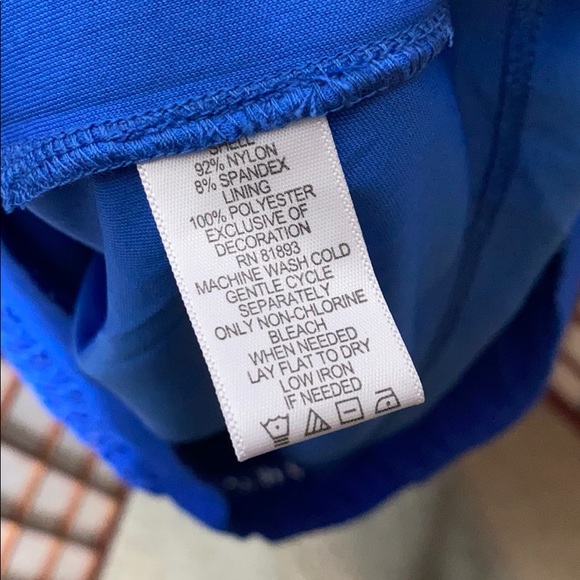 SHELL
92% NYLON
8% SPANDEX
LINING
100% POLYESTER
EXCLUSIVE OF
DECORATION
RN 81893
MACHINE WASH COLD
GENTLE CYCLE
SEPARATELY
ONLY NON-CHLORINE
BLEACH
WHEN NEEDED
LAY FLAT TO DRY
LOW IRON
IF NEEDED